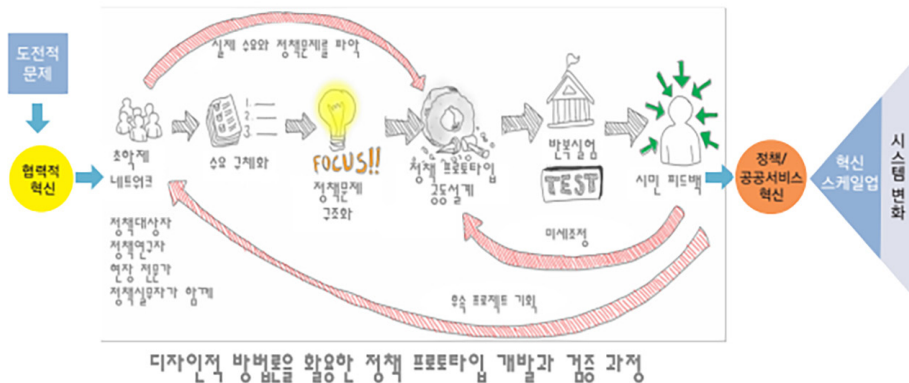 도전적
문제
협력적
혁신
실제 수요와 정책문제를 파악
초학제
네트워크
정책대상자
정책연구자
현장 전문가
정책실무자가 함께
1.
2.
3.
수요 구체화
FOCUS!!
정책문제
구조화
정책 프로토타입
공동설계
반복실험
TEST
시민 피드백
미세조정
후속 프로젝트 기획
정책/
공공서비스
혁신
혁신
스케일업
시스템 변화
디자인적 방법론을 활용한 정책 프로토타입 개발과 검증 과정